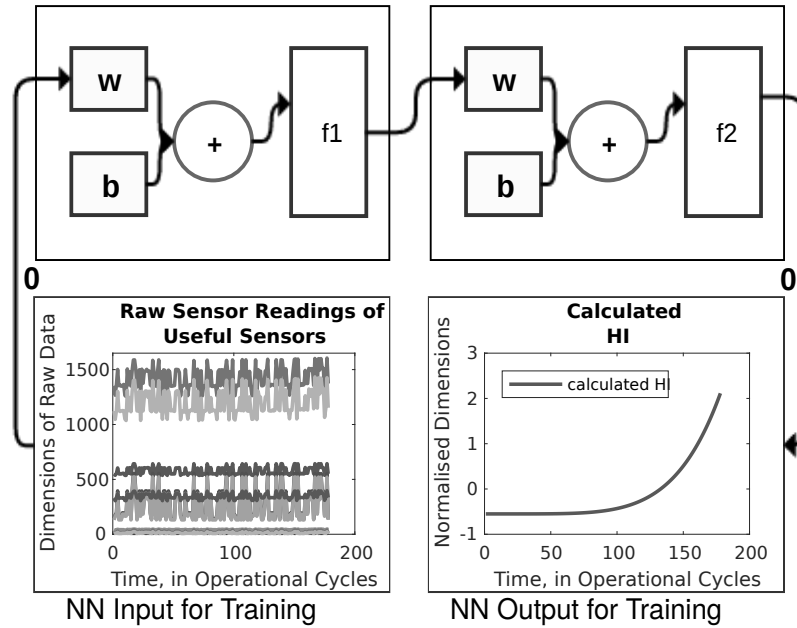 w
b
+
f1
w
b
+
f2
0
0
Raw Sensor Readings of
Useful Sensors
Dimensions of Raw Data
1500
1000
500
0
0
100
200
Time, in Operational Cycles
NN Input for Training
Calculated
HI
Normalised Dimensions
3
2
1
0
-1
calculated HI
0
50
100
150
200
Time, in Operational Cycles
NN Output for Training